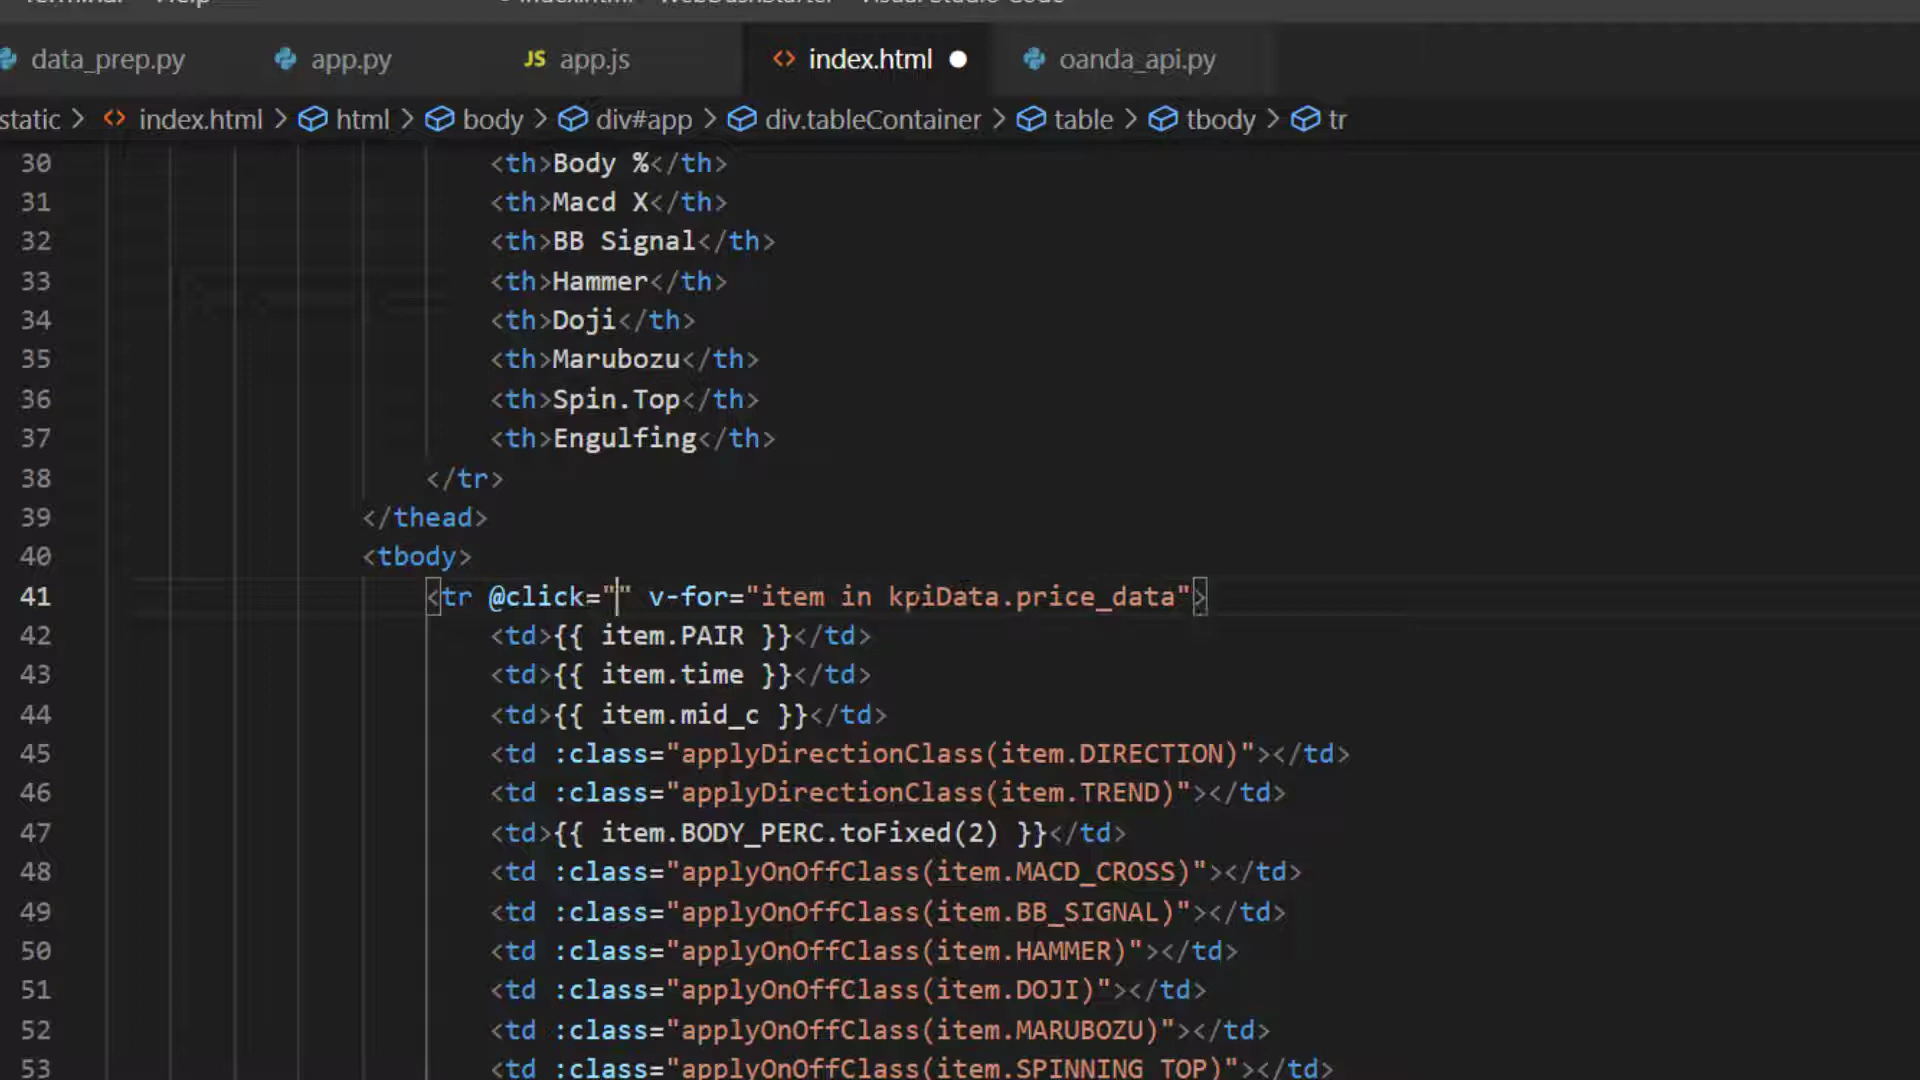 data_prep.py app.py JS app.js <> index.html oanda_api.py
static > <> index.html > html > body > div#app > div.tableContainer > table > tbody > tr
30 <th>Body %</th>
31 <th>Macd X</th>
32 <th>BB Signal</th>
33 <th>Hammer</th>
34 <th>Doji</th>
35 <th>Marubozu</th>
36 <th>Spin.Top</th>
37 <th>Engulfing</th>
38 </tr>
39 </thead>
40 <tbody>
41 <tr @click="" v-for="item in kpiData.price_data">
42 <td>{{ item.PAIR }}</td>
43 <td>{{ item.time }}</td>
44 <td>{{ item.mid_c }}</td>
45 <td :class="applyDirectionClass(item.DIRECTION)"></td>
46 <td :class="applyDirectionClass(item.TREND)"></td>
47 <td>{{ item.BODY_PERC.toFixed(2) }}</td>
48 <td :class="applyOnOffClass(item.MACD_CROSS)"></td>
49 <td :class="applyOnOffClass(item.BB_SIGNAL)"></td>
50 <td :class="applyOnOffClass(item.HAMMER)"></td>
51 <td :class="applyOnOffClass(item.DOJI)"></td>
52 <td :class="applyOnOffClass(item.MARUBOZU)"></td>
53 <td :class="applyOnOffClass(item.SPINNING_TOP)"></td>